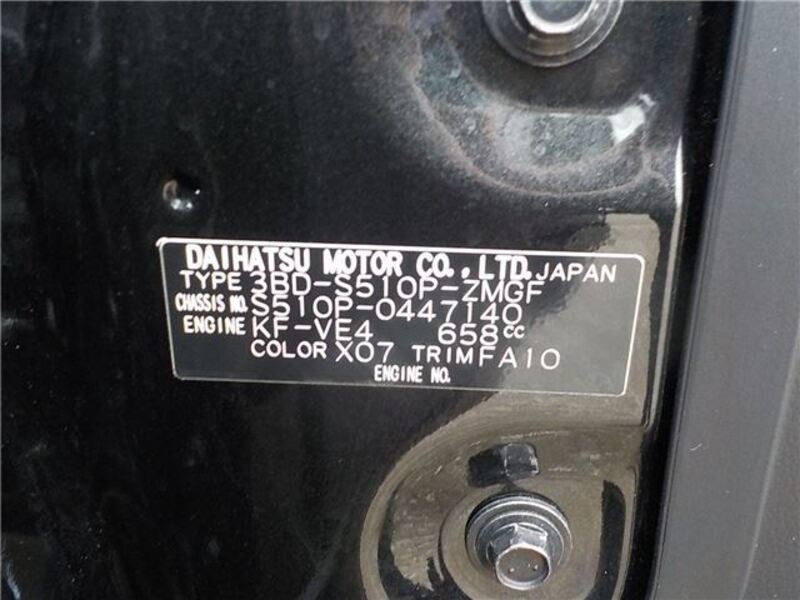 DAIHATSU MOTOR CO., LTD. JAPAN
TYPE 3BD-S510P-ZMGF
CHASSIS NO. S510P-0447140
ENGINE KF-VE4 658cc
COLOR X07 TRIM FA10
ENGINE NO.